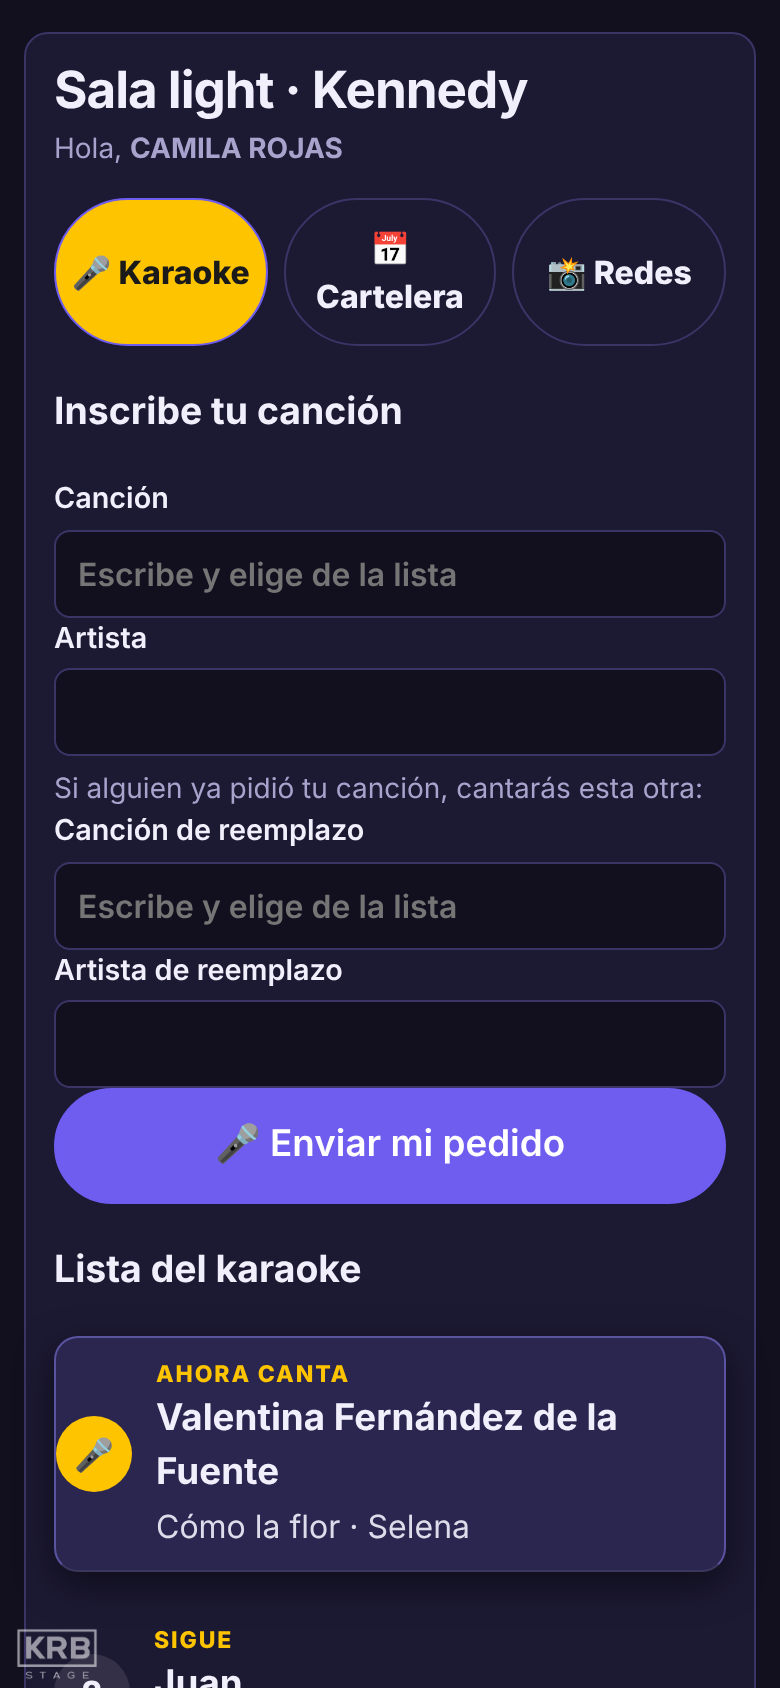 Sala light · Kennedy
Hola, CAMILA ROJAS
🎤 Karaoke
📅
Cartelera
📸 Redes
Inscribe tu canción
Canción
Escribe y elige de la lista
Artista
Si alguien ya pidió tu canción, cantarás esta otra:
Canción de reemplazo
Escribe y elige de la lista
Artista de reemplazo
🎤 Enviar mi pedido
Lista del karaoke
AHORA CANTA
🎤 Valentina Fernández de la
Fuente
Cómo la flor · Selena
SIGUE
Juan
KRB
STAGE